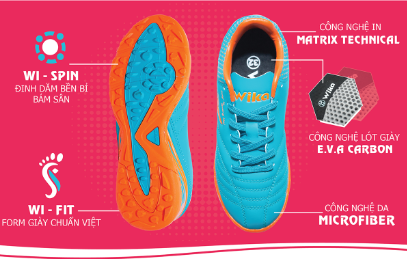 WI - SPIN
ĐINH DĂM BỀN BỈ
BÁM SÂN
WI - FIT
FORM GIÀY CHUẨN VIỆT
CÔNG NGHỆ IN
MATRIX TECHNICAL
Wika
Wika
CÔNG NGHỆ LÓT GIÀY
E.V.A CARBON
CÔNG NGHỆ DA
MICROFIBER